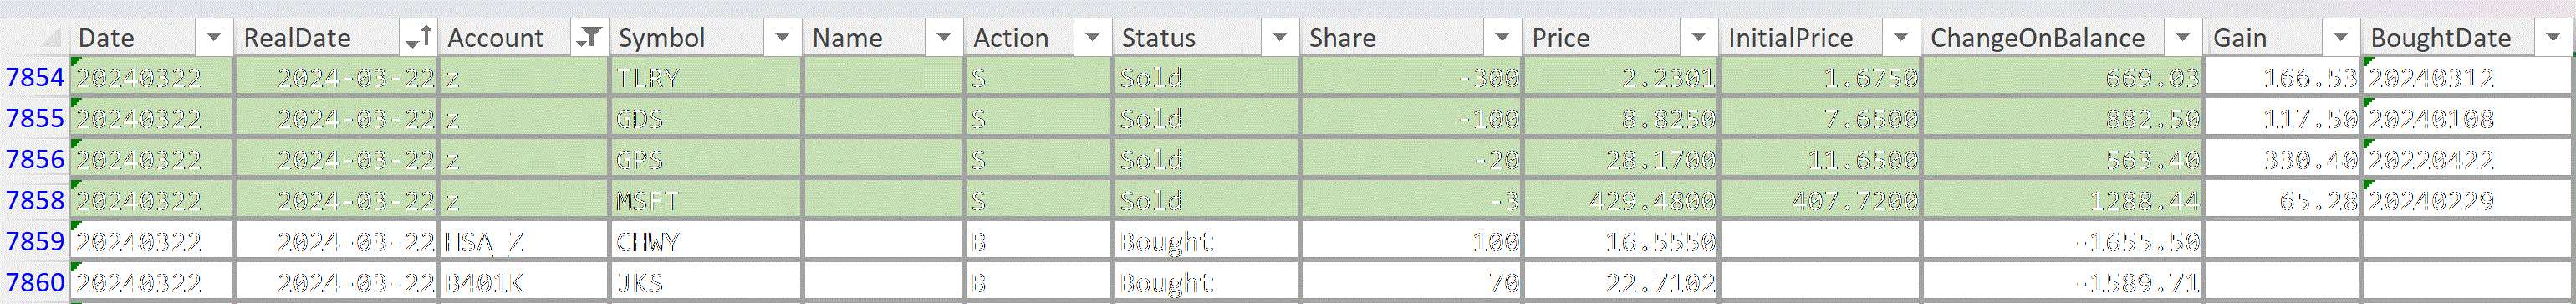 Date RealDate Account Symbol Name Action Status Share Price InitialPrice ChangeOnBalance Gain BoughtDate
7854 20240322 2024-03-22 z TLRY S Sold -300 2.2301 1.6750 669.03 166.53 20240312
7855 20240322 2024-03-22 z GDS S Sold -100 8.8250 7.6500 882.50 117.50 20240108
7856 20240322 2024-03-22 z GPS S Sold -20 28.1700 11.6500 563.40 330.40 20220422
7858 20240322 2024-03-22 z MSFT S Sold -3 429.4800 407.7200 1288.44 65.28 20240229
7859 20240322 2024-03-22 HSA_Z CHWY B Bought 100 16.5550 -1655.50
7860 20240322 2024-03-22 B401K JKS B Bought 70 22.7102 -1589.71